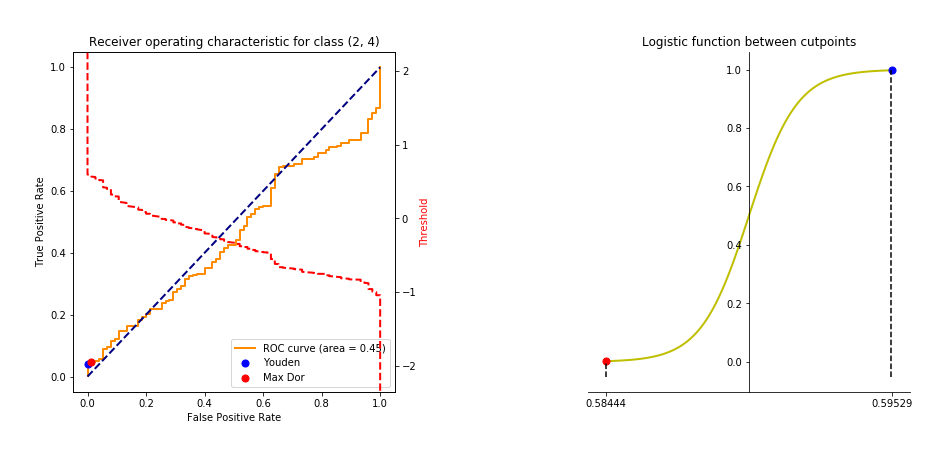 Receiver operating characteristic for class (2, 4)
True Positive Rate
1.0
0.8
0.6
0.4
0.2
0.0
2
1
0
−1
−2
Threshold
ROC curve (area = 0.45)
Youden
Max Dor
0.0 0.2 0.4 0.6 0.8 1.0
False Positive Rate
Logistic function between cutpoints
1.0
0.8
0.6
0.4
0.2
0.0
0.58444 0.59529